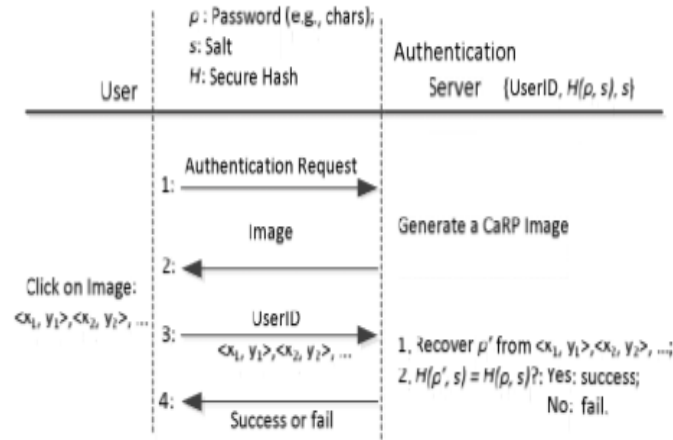 ρ : Password (e.g., chars);
s: Salt
H: Secure Hash
User
Authentication
Server {UserID, H(ρ, s), s}
Authentication Request
1:
Image
Generate a CaRP Image
2:
Click on Image:
<x₁, y₁>,<x₂, y₂>, ...
UserID
3:
<x₁, y₁>,<x₂, y₂>, ...
1. Recover ρ' from <x₁, y₁>,<x₂, y₂>, ...;
2. H(ρ', s) = H(ρ, s)?: Yes: success;
No: fail.
4:
Success or fail